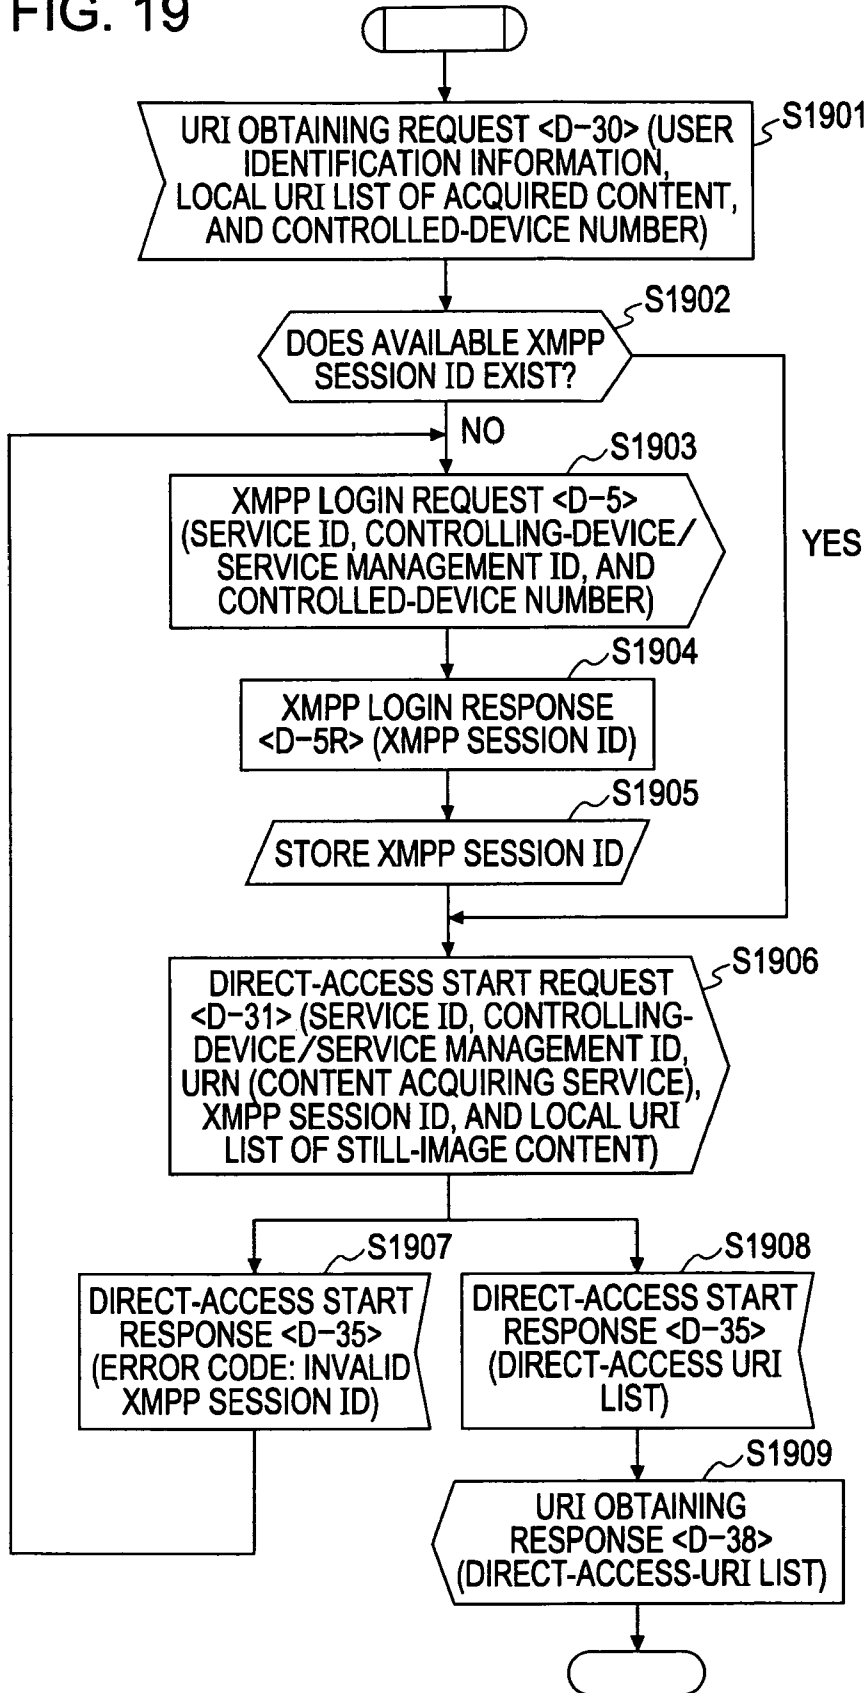 FIG. 19
S1901
URI OBTAINING REQUEST <D-30> (USER
IDENTIFICATION INFORMATION,
LOCAL URI LIST OF ACQUIRED CONTENT,
AND CONTROLLED-DEVICE NUMBER)
S1902
DOES AVAILABLE XMPP
SESSION ID EXIST?
NO
YES
S1903
XMPP LOGIN REQUEST <D-5>
(SERVICE ID, CONTROLLING-DEVICE/
SERVICE MANAGEMENT ID, AND
CONTROLLED-DEVICE NUMBER)
S1904
XMPP LOGIN RESPONSE
<D-5R> (XMPP SESSION ID)
S1905
STORE XMPP SESSION ID
S1906
DIRECT-ACCESS START REQUEST
<D-31> (SERVICE ID, CONTROLLING-
DEVICE/SERVICE MANAGEMENT ID,
URN (CONTENT ACQUIRING SERVICE),
XMPP SESSION ID, AND LOCAL URI
LIST OF STILL-IMAGE CONTENT)
S1907
DIRECT-ACCESS START
RESPONSE <D-35>
(ERROR CODE: INVALID
XMPP SESSION ID)
S1908
DIRECT-ACCESS START
RESPONSE <D-35>
(DIRECT-ACCESS URI
LIST)
S1909
URI OBTAINING
RESPONSE <D-38>
(DIRECT-ACCESS-URI LIST)